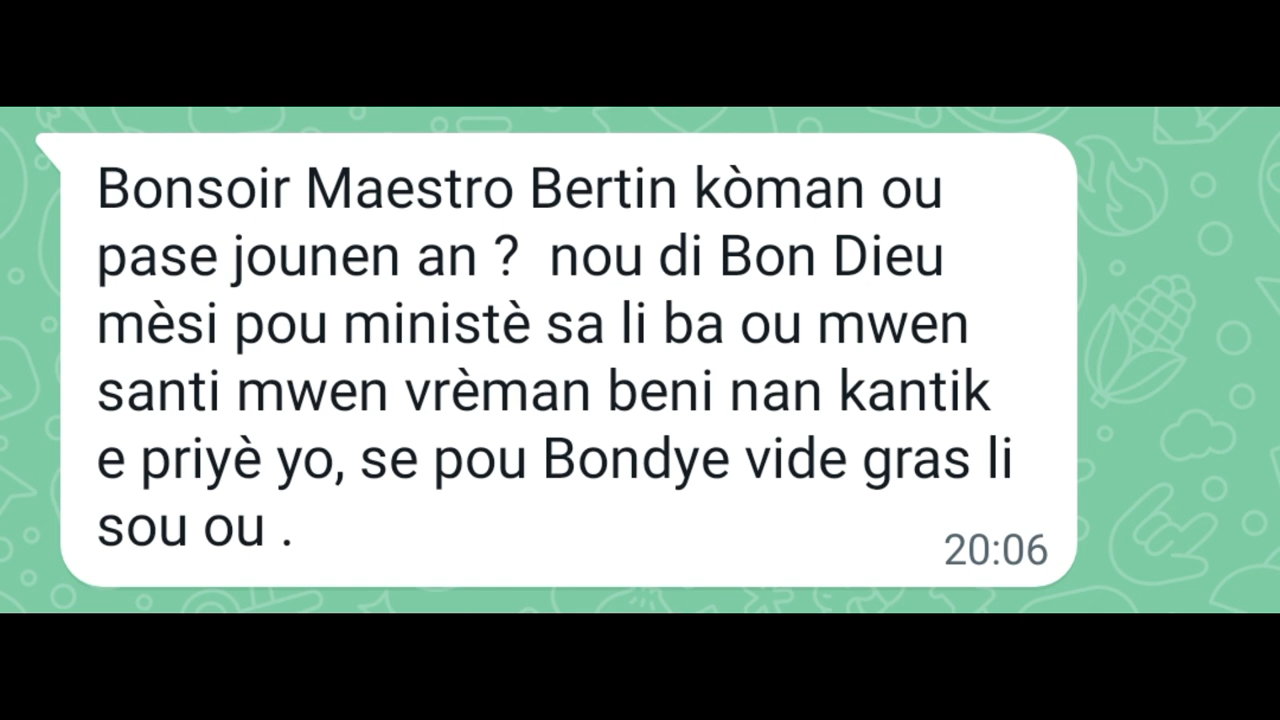 Bonsoir Maestro Bertin kòman ou
pase jounen an ?  nou di Bon Dieu
mèsi pou ministè sa li ba ou mwen
santi mwen vrèman beni nan kantik
e priyè yo, se pou Bondye vide gras li
sou ou .
20:06